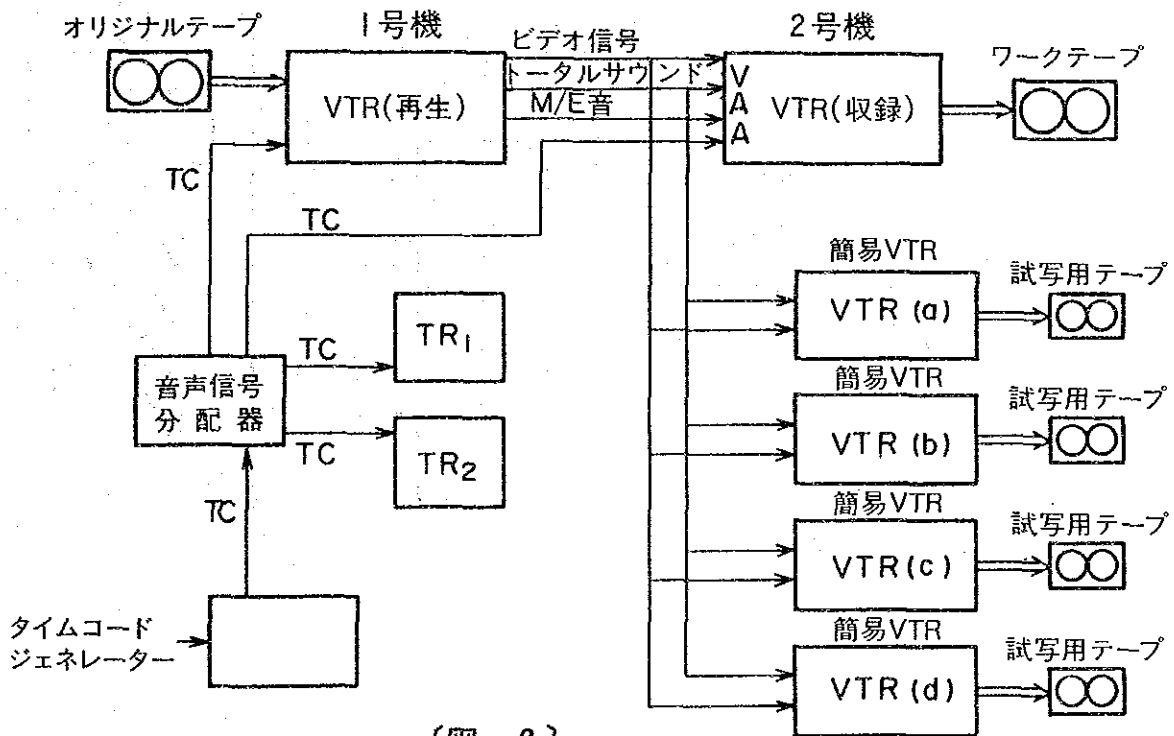 オリジナルテープ
1号機
VTR(再生)
ビデオ信号
トータルサウンド
M/E音
2号機
V
A
A
VTR(収録)
ワークテープ
TC
TC
TC
TC
TC
TR1
TR2
音声信号
分配器
タイムコード
ジェネレーター
簡易VTR
VTR (a)
試写用テープ
簡易VTR
VTR (b)
試写用テープ
簡易VTR
VTR (c)
試写用テープ
簡易VTR
VTR (d)
試写用テープ